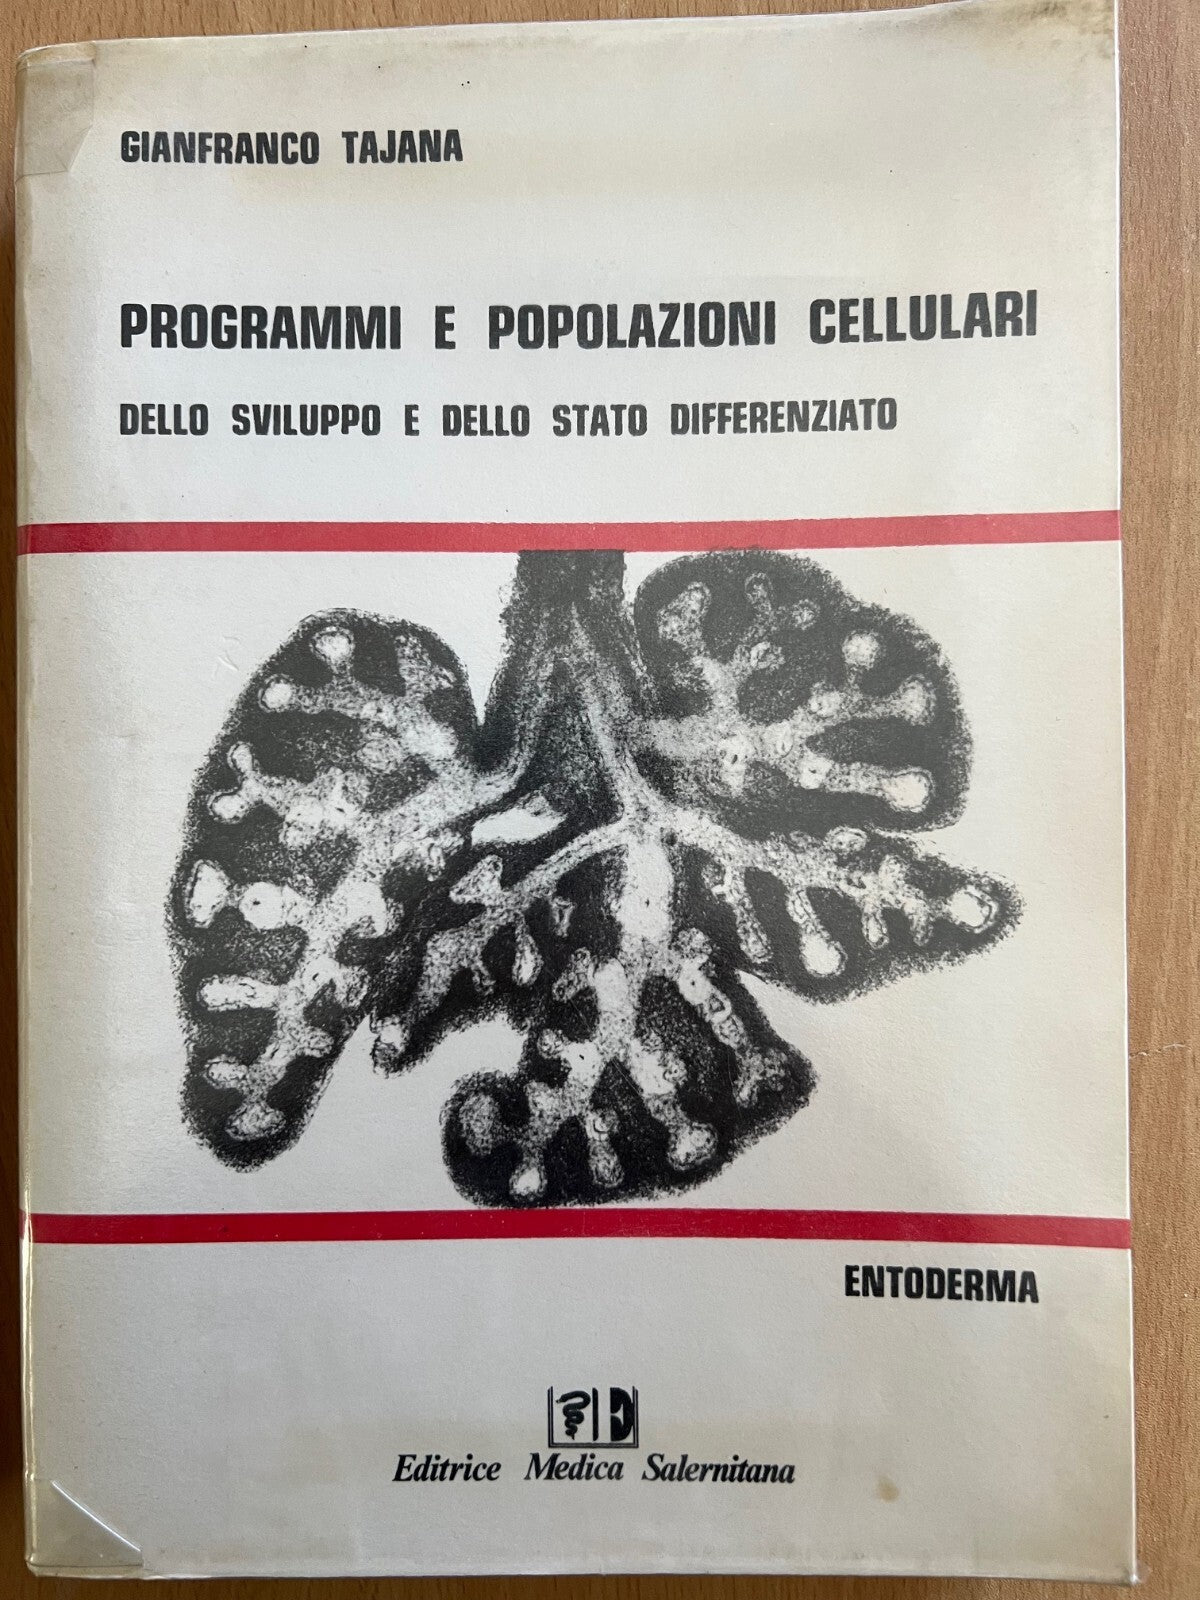 GIANFRANCO TAJANA
PROGRAMMI E POPOLAZIONI CELLULARI
DELLO SVILUPPO E DELLO STATO DIFFERENZIATO
ENTODERMA
Editrice Medica Salernitana